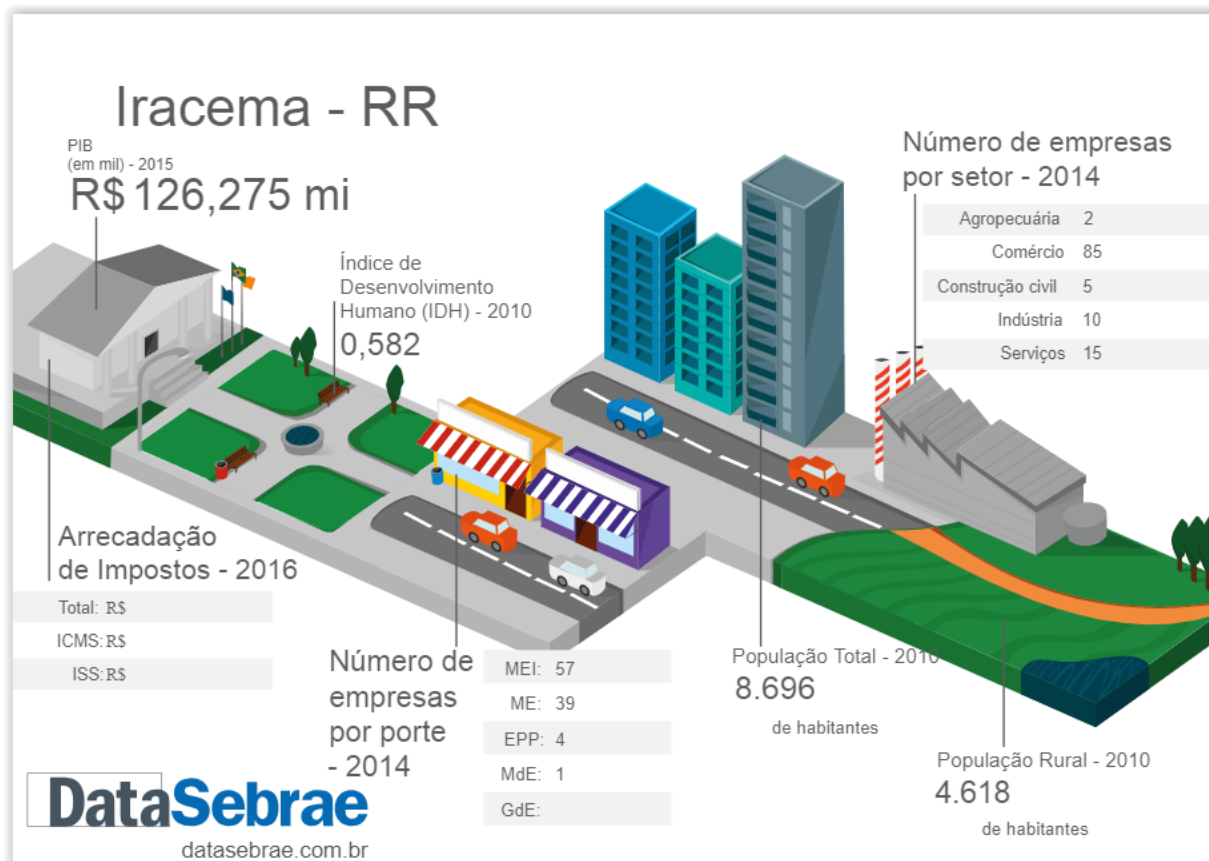 Iracema - RR
PIB
(em mil) - 2015
R$ 126,275 mi
Índice de
Desenvolvimento
Humano (IDH) - 2010
0,582
Número de empresas
por setor - 2014
Agropecuária 2
Comércio 85
Construção civil 5
Indústria 10
Serviços 15
Arrecadação
de Impostos - 2016
Total: R$
ICMS: R$
ISS: R$
Número de
empresas
por porte
- 2014
MEI: 57
ME: 39
EPP: 4
MdE: 1
GdE:
População Total - 2010
8.696
de habitantes
População Rural - 2010
4.618
de habitantes
DataSebrae
datasebrae.com.br